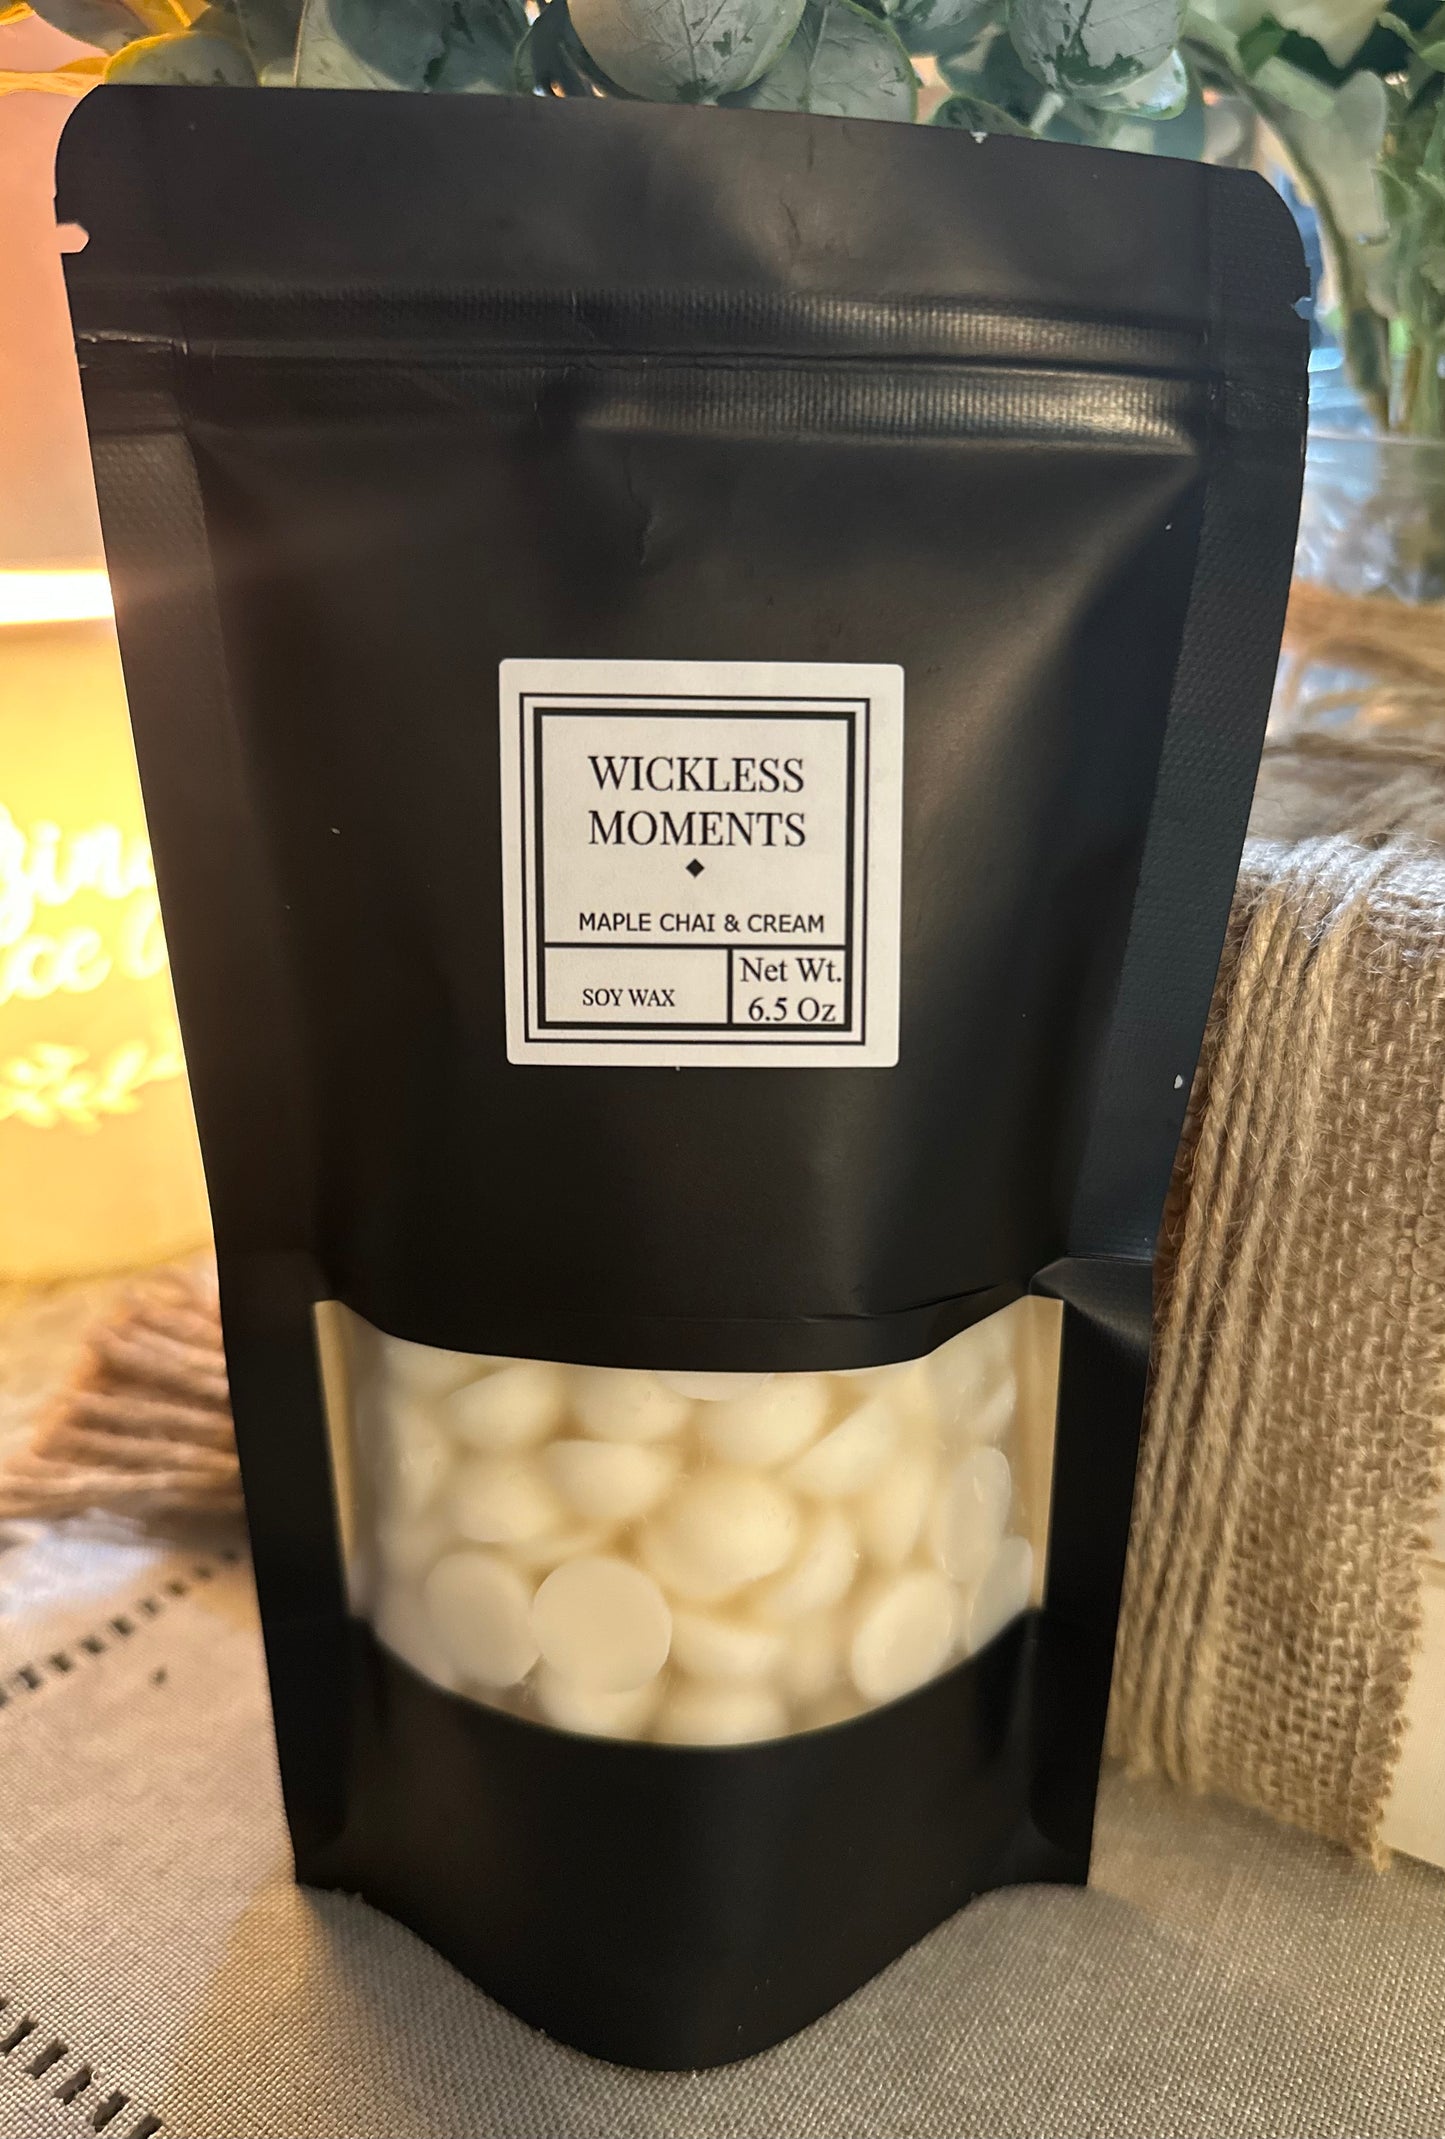 WICKLESS
MOMENTS
MAPLE CHAI & CREAM
SOY WAX
Net Wt.
6.5 Oz